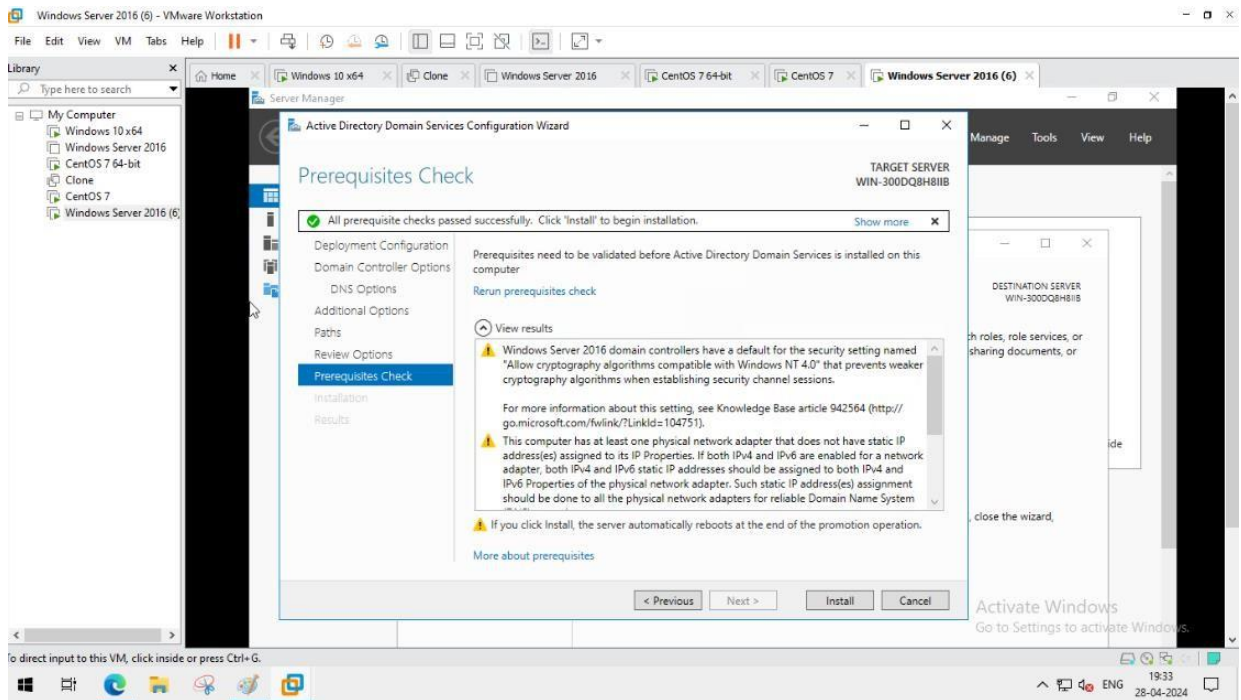 Windows Server 2016 (6) - VMware Workstation
File Edit View VM Tabs Help
Library
Type here to search
My Computer
Windows 10 x64
Windows Server 2016
CentOS 7 64-bit
Clone
CentOS 7
Windows Server 2016 (6)
Home
Windows 10 x64
Clone
Windows Server 2016
CentOS 7 64-bit
CentOS 7
Windows Server 2016 (6)
Server Manager
Manage Tools View Help
Active Directory Domain Services Configuration Wizard
Prerequisites Check
TARGET SERVER
WIN-300DQ8H8IIB
All prerequisite checks passed successfully. Click 'Install' to begin installation.
Show more
Deployment Configuration
Domain Controller Options
DNS Options
Additional Options
Paths
Review Options
Prerequisites Check
Installation
Results
Prerequisites need to be validated before Active Directory Domain Services is installed on this
computer
Rerun prerequisites check
View results
Windows Server 2016 domain controllers have a default for the security setting named
"Allow cryptography algorithms compatible with Windows NT 4.0" that prevents weaker
cryptography algorithms when establishing security channel sessions.
For more information about this setting, see Knowledge Base article 942564 (http://
go.microsoft.com/fwlink/?LinkId=104751).
This computer has at least one physical network adapter that does not have static IP
address(es) assigned to its IP Properties. If both IPv4 and IPv6 are enabled for a network
adapter, both IPv4 and IPv6 static IP addresses should be assigned to both IPv4 and
IPv6 Properties of the physical network adapter. Such static IP address(es) assignment
should be done to all the physical network adapters for reliable Domain Name System
If you click Install, the server automatically reboots at the end of the promotion operation.
More about prerequisites
< Previous Next > Install Cancel
DESTINATION SERVER
WIN-300DQ8H8IIB
ch roles, role services, or
sharing documents, or
ide
, close the wizard,
Activate Windows
Go to Settings to activate Windows.
To direct input to this VM, click inside or press Ctrl+G.
ENG
19:33
28-04-2024